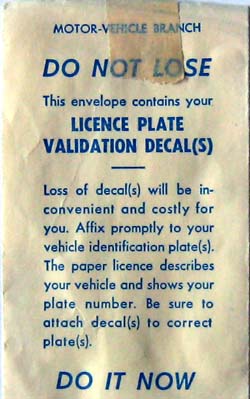 MOTOR-VEHICLE BRANCH
DO NOT LOSE
This envelope contains your
LICENCE PLATE
VALIDATION DECAL(S)
Loss of decal(s) will be in-
convenient and costly for
you. Affix promptly to your
vehicle identification plate(s).
The paper licence describes
your vehicle and shows your
plate number. Be sure to
attach decal(s) to correct
plate(s).
DO IT NOW